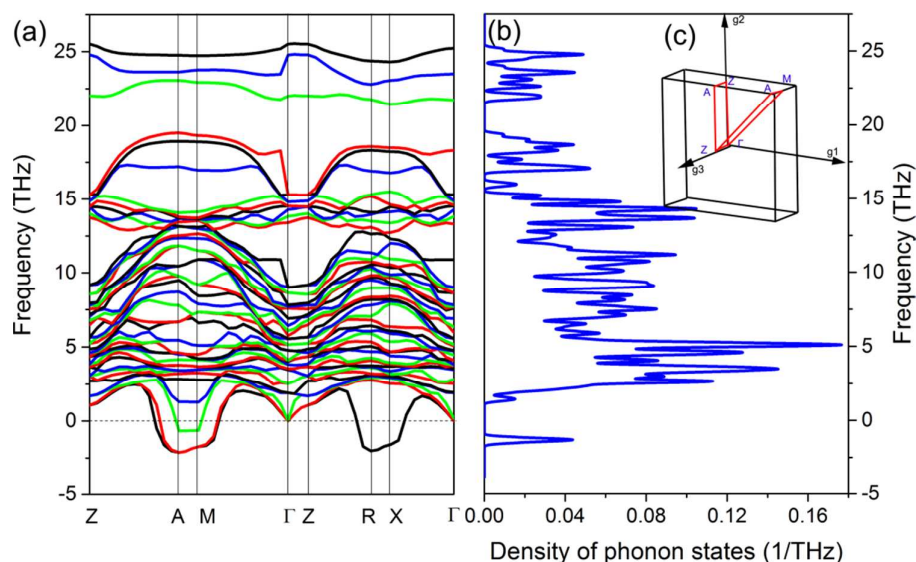 (a)
25
20
15
10
5
0
-5
Frequency (THz)
Z A M Γ Z R X Γ
(b)
(c)
g2
M
Z
A
A
Z
Γ
g3
g1
25
20
15
10
5
0
-5
Frequency (THz)
0.00 0.04 0.08 0.12 0.16
Density of phonon states (1/THz)